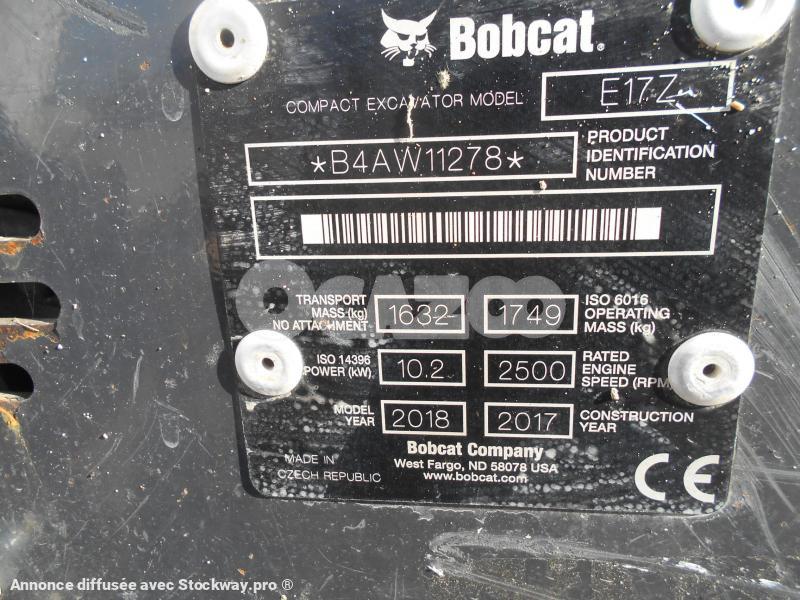 Bobcat®
COMPACT EXCAVATOR MODEL E17Z
*B4AW11278* PRODUCT IDENTIFICATION NUMBER
OCAZOO
TRANSPORT MASS (kg) NO ATTACHMENT 1632 1749 ISO 6016 OPERATING MASS (kg)
ISO 14396 POWER (kW) 10.2 2500 RATED ENGINE SPEED (RPM)
MODEL YEAR 2018 2017 CONSTRUCTION YEAR
Bobcat Company
West Fargo, ND 58078 USA
www.bobcat.com
MADE IN
CZECH REPUBLIC
CE
Annonce diffusée avec Stockway.pro ®